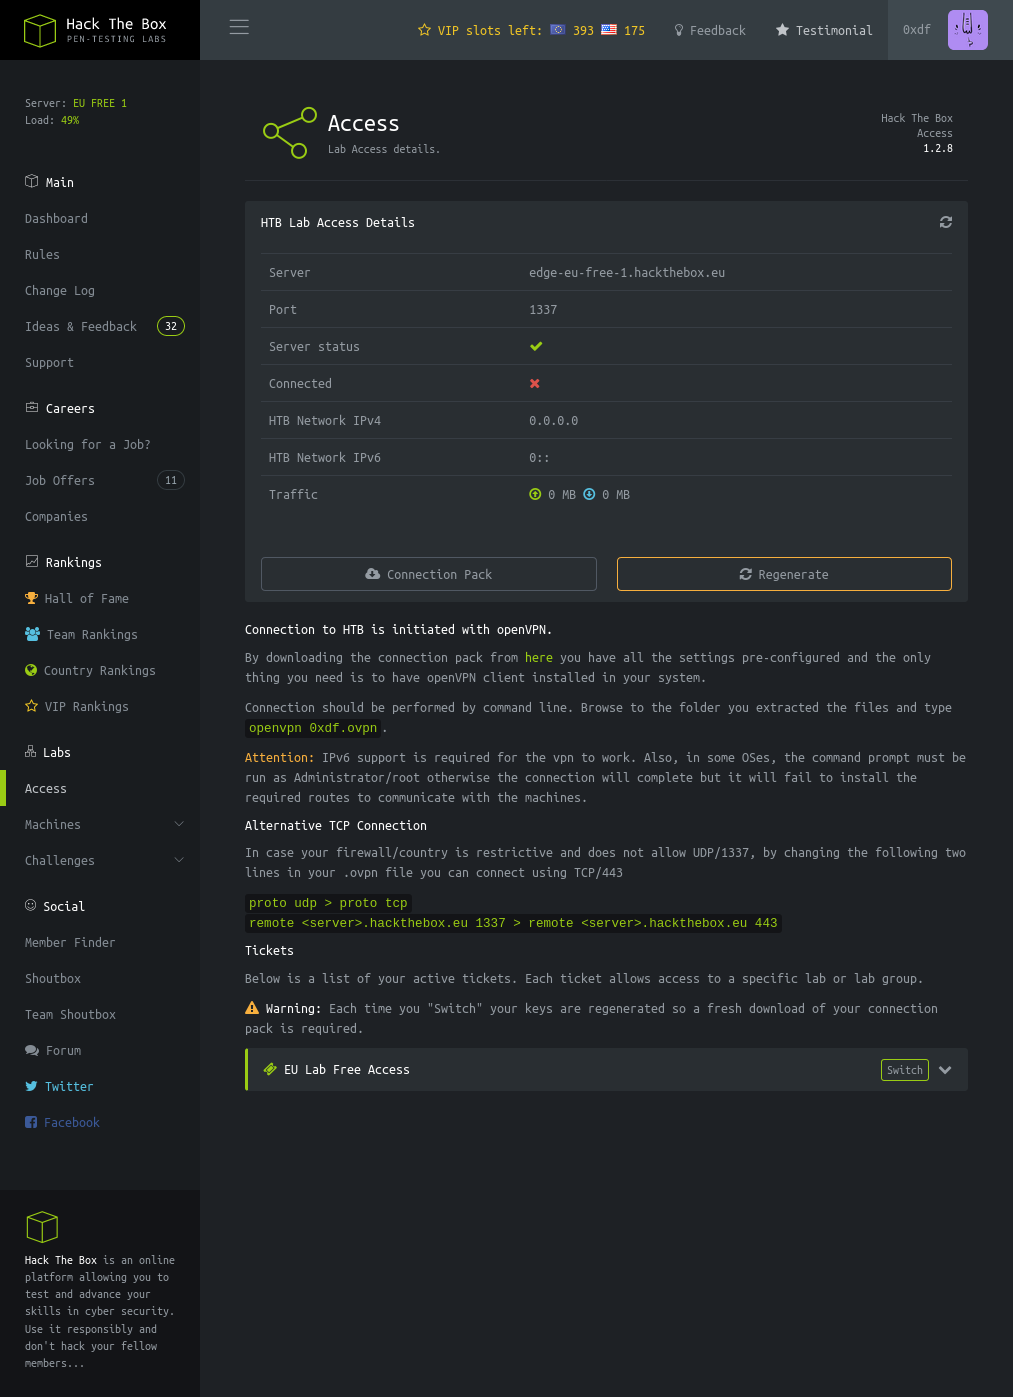 Hack The Box
PEN-TESTING LABS
VIP slots left: 393 175
Feedback
Testimonial
0xdf
Server: EU FREE 1
Load: 49%
Main
Dashboard
Rules
Change Log
Ideas & Feedback 32
Support
Careers
Looking for a Job?
Job Offers 11
Companies
Rankings
Hall of Fame
Team Rankings
Country Rankings
VIP Rankings
Labs
Access
Machines
Challenges
Social
Member Finder
Shoutbox
Team Shoutbox
Forum
Twitter
Facebook
Hack The Box is an online
platform allowing you to
test and advance your
skills in cyber security.
Use it responsibly and
don't hack your fellow
members...
Access
Lab Access details.
Hack The Box
Access
1.2.8
HTB Lab Access Details
Server edge-eu-free-1.hackthebox.eu
Port 1337
Server status
Connected
HTB Network IPv4 0.0.0.0
HTB Network IPv6 0::
Traffic 0 MB 0 MB
Connection Pack
Regenerate
Connection to HTB is initiated with openVPN.
By downloading the connection pack from here you have all the settings pre-configured and the only
thing you need is to have openVPN client installed in your system.
Connection should be performed by command line. Browse to the folder you extracted the files and type
openvpn 0xdf.ovpn.
Attention: IPv6 support is required for the vpn to work. Also, in some OSes, the command prompt must be
run as Administrator/root otherwise the connection will complete but it will fail to install the
required routes to communicate with the machines.
Alternative TCP Connection
In case your firewall/country is restrictive and does not allow UDP/1337, by changing the following two
lines in your .ovpn file you can connect using TCP/443
proto udp > proto tcp
remote <server>.hackthebox.eu 1337 > remote <server>.hackthebox.eu 443
Tickets
Below is a list of your active tickets. Each ticket allows access to a specific lab or lab group.
Warning: Each time you "Switch" your keys are regenerated so a fresh download of your connection
pack is required.
EU Lab Free Access
Switch